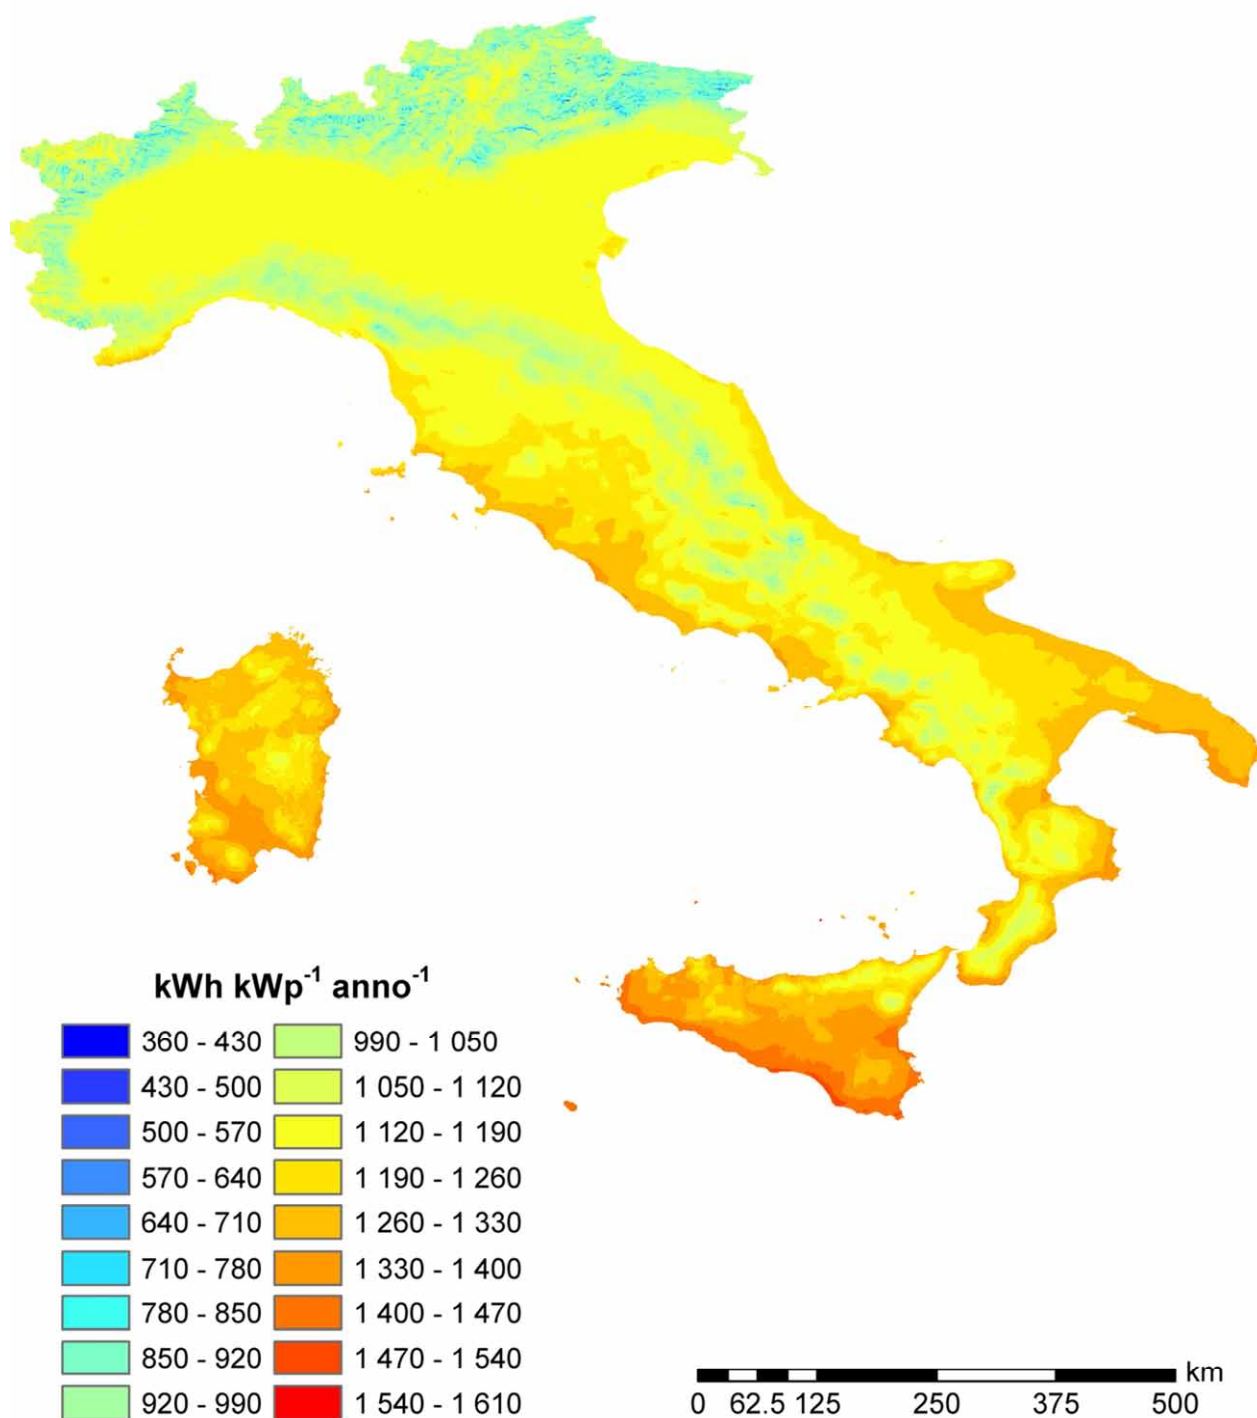 kWh kWp⁻¹ anno⁻¹
360 - 430 990 - 1 050
430 - 500 1 050 - 1 120
500 - 570 1 120 - 1 190
570 - 640 1 190 - 1 260
640 - 710 1 260 - 1 330
710 - 780 1 330 - 1 400
780 - 850 1 400 - 1 470
850 - 920 1 470 - 1 540
920 - 990 1 540 - 1 610
km
0 62.5 125 250 375 500